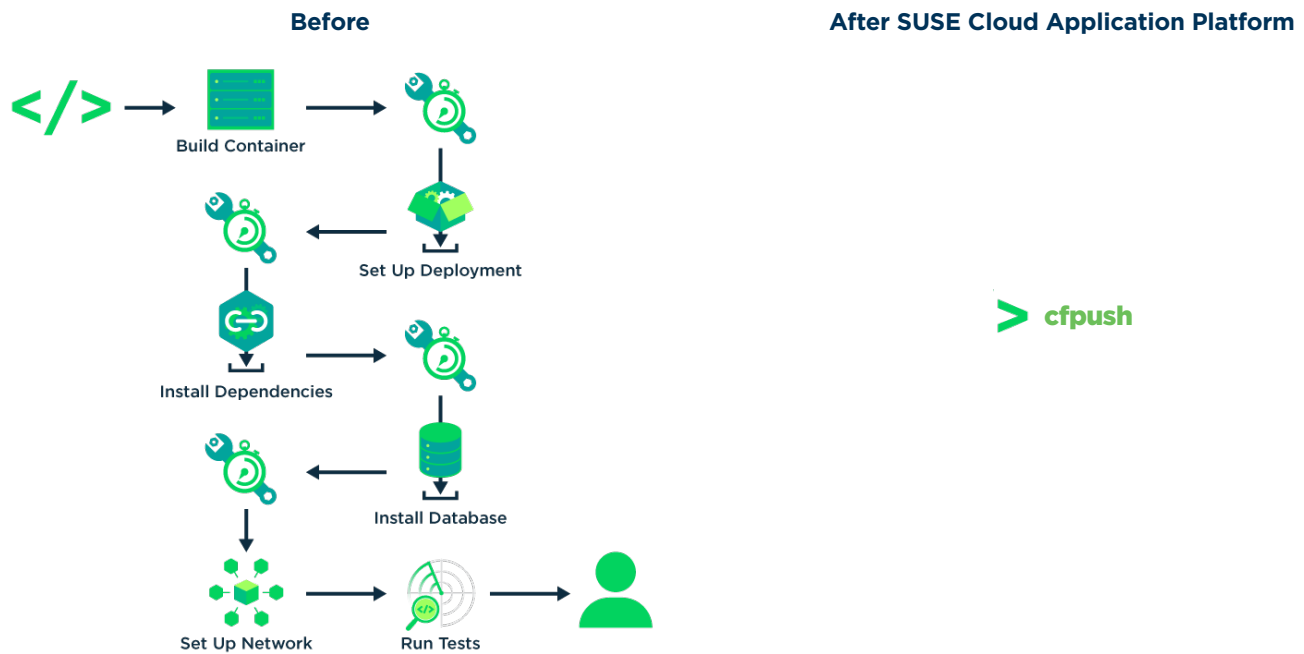 Before
After SUSE Cloud Application Platform
</>
Build Container
Set Up Deployment
Install Dependencies
> cfpush
Install Database
</>
Set Up Network
Run Tests